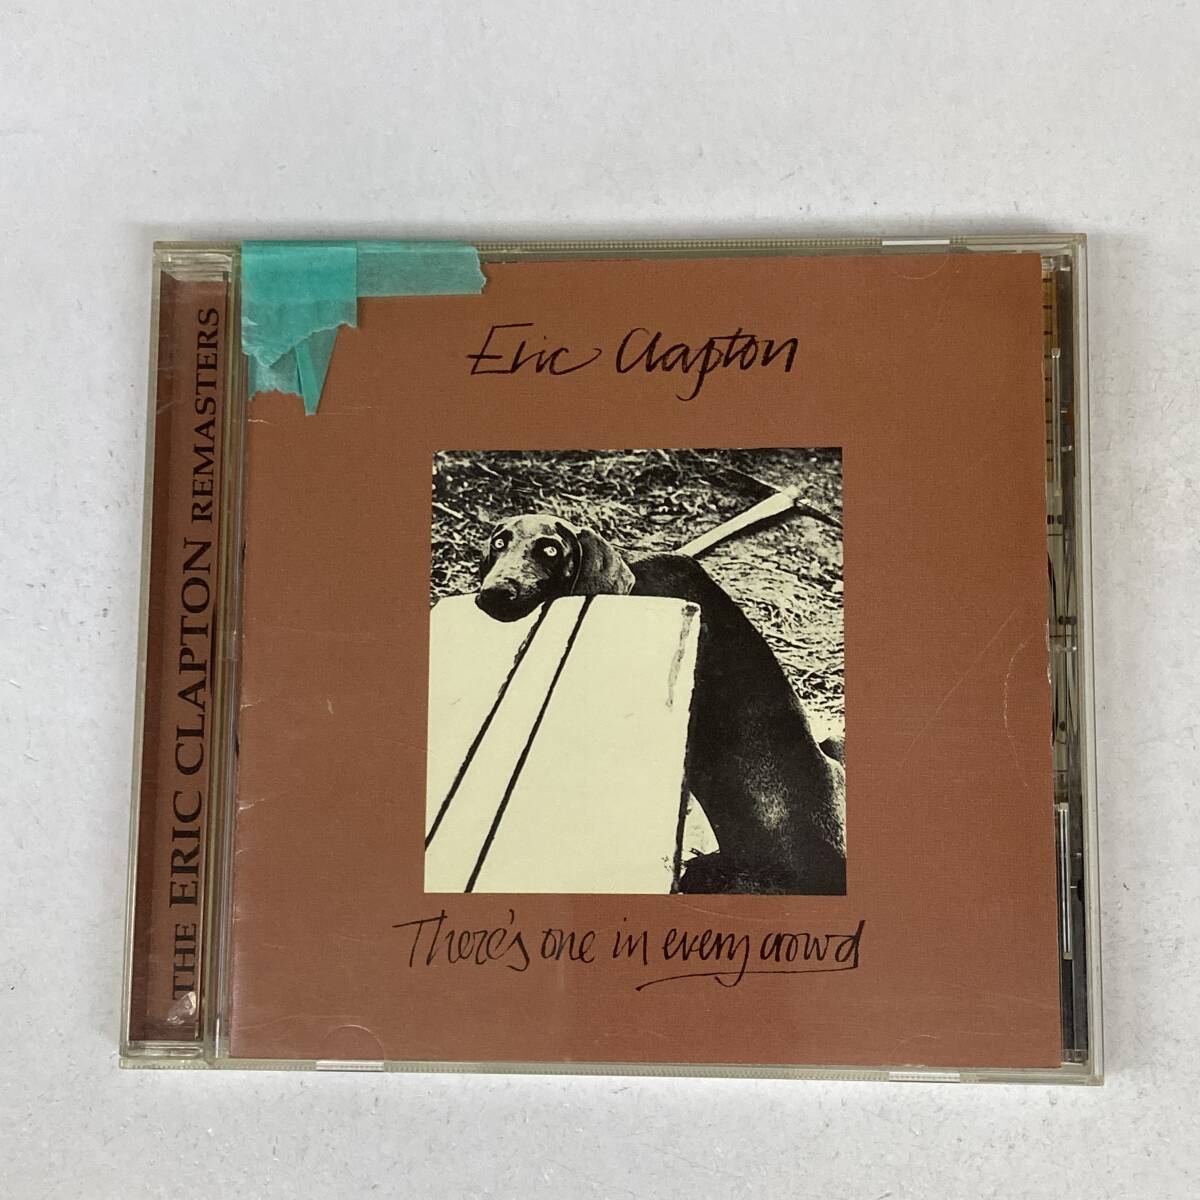 THE ERIC CLAPTON REMASTERS
Eric Clapton
There's one in every crowd